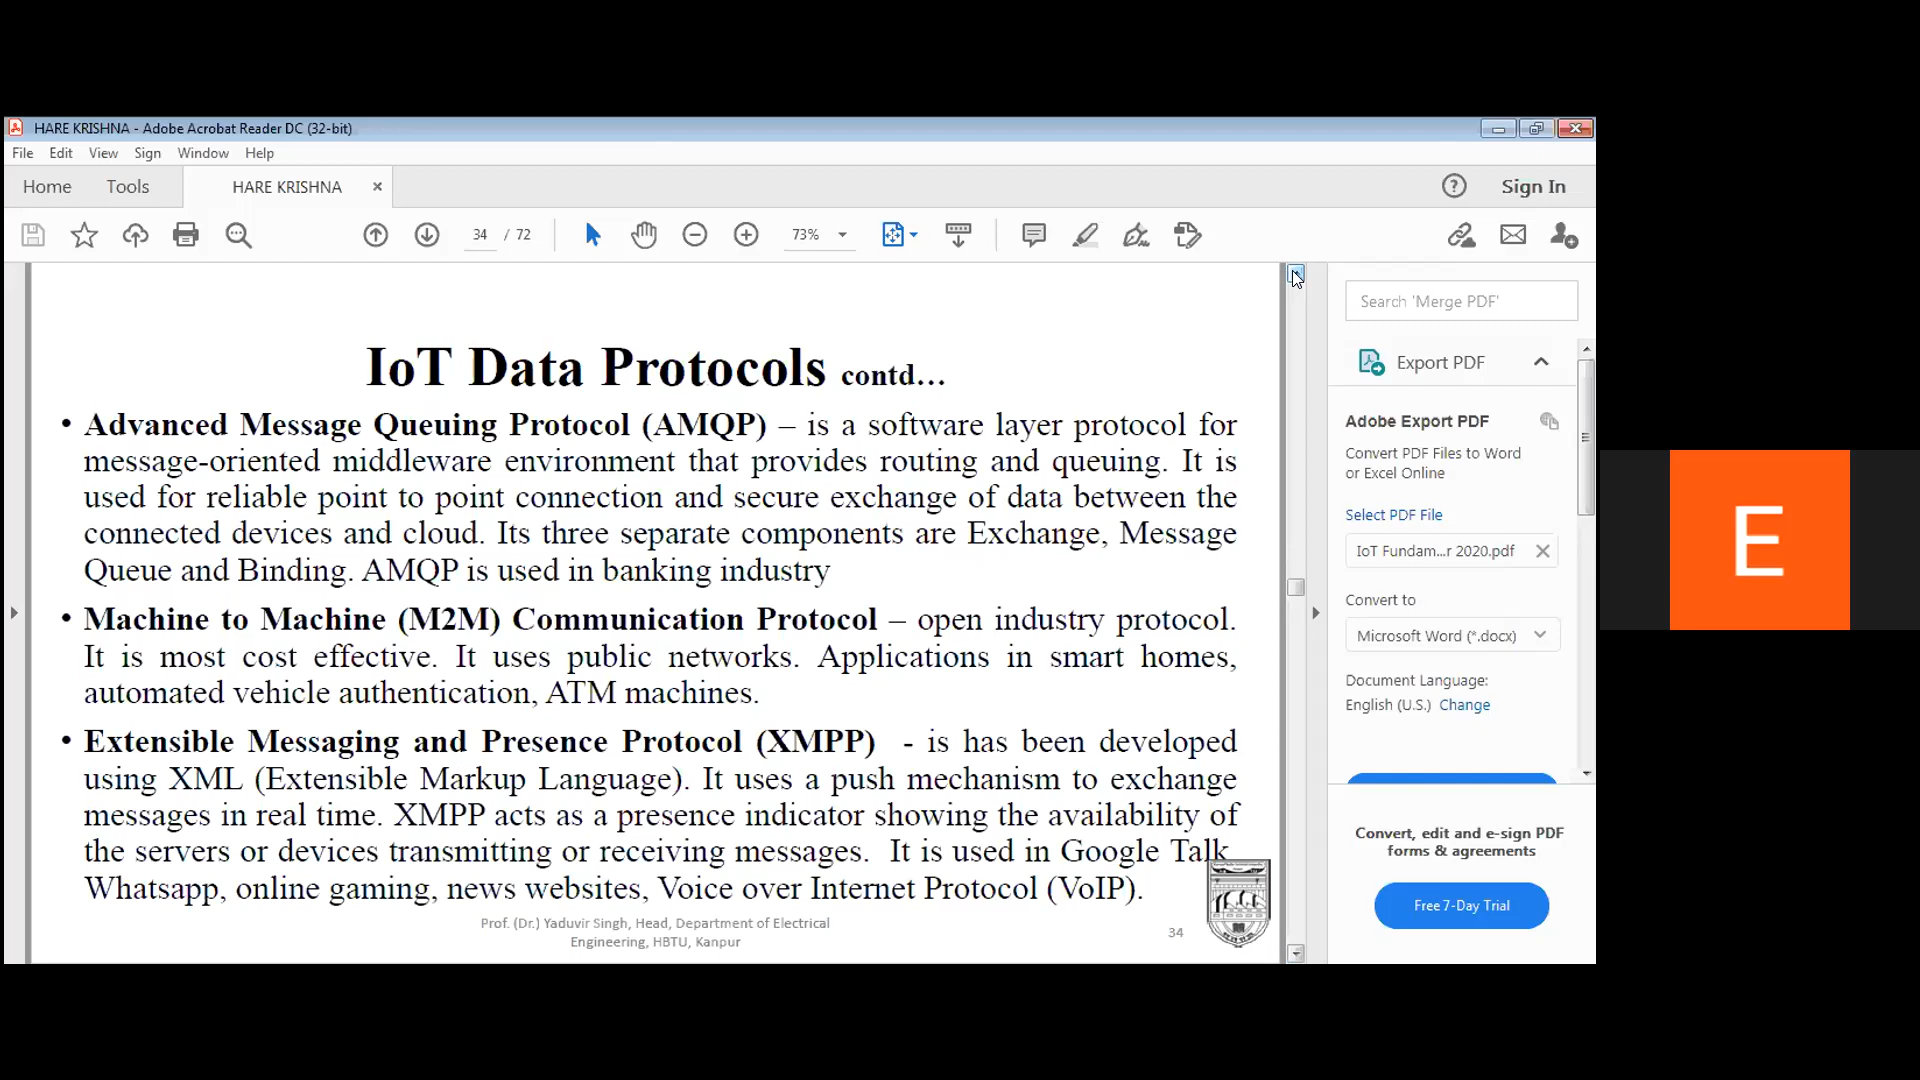 HARE KRISHNA - Adobe Acrobat Reader DC (32-bit)
File Edit View Sign Window Help
Home Tools HARE KRISHNA Sign In
34 / 72 73%
Search 'Merge PDF'
Export PDF
Adobe Export PDF
Convert PDF Files to Word
or Excel Online
Select PDF File
IoT Fundam...r 2020.pdf
Convert to
Microsoft Word (*.docx)
Document Language:
English (U.S.) Change
Convert, edit and e-sign PDF
forms & agreements
Free 7-Day Trial
IoT Data Protocols contd…
• Advanced Message Queuing Protocol (AMQP) – is a software layer protocol for
message-oriented middleware environment that provides routing and queuing. It is
used for reliable point to point connection and secure exchange of data between the
connected devices and cloud. Its three separate components are Exchange, Message
Queue and Binding. AMQP is used in banking industry
• Machine to Machine (M2M) Communication Protocol – open industry protocol.
It is most cost effective. It uses public networks. Applications in smart homes,
automated vehicle authentication, ATM machines.
• Extensible Messaging and Presence Protocol (XMPP) - is has been developed
using XML (Extensible Markup Language). It uses a push mechanism to exchange
messages in real time. XMPP acts as a presence indicator showing the availability of
the servers or devices transmitting or receiving messages. It is used in Google Talk
Whatsapp, online gaming, news websites, Voice over Internet Protocol (VoIP).
Prof. (Dr.) Yaduvir Singh, Head, Department of Electrical
Engineering, HBTU, Kanpur
34
E